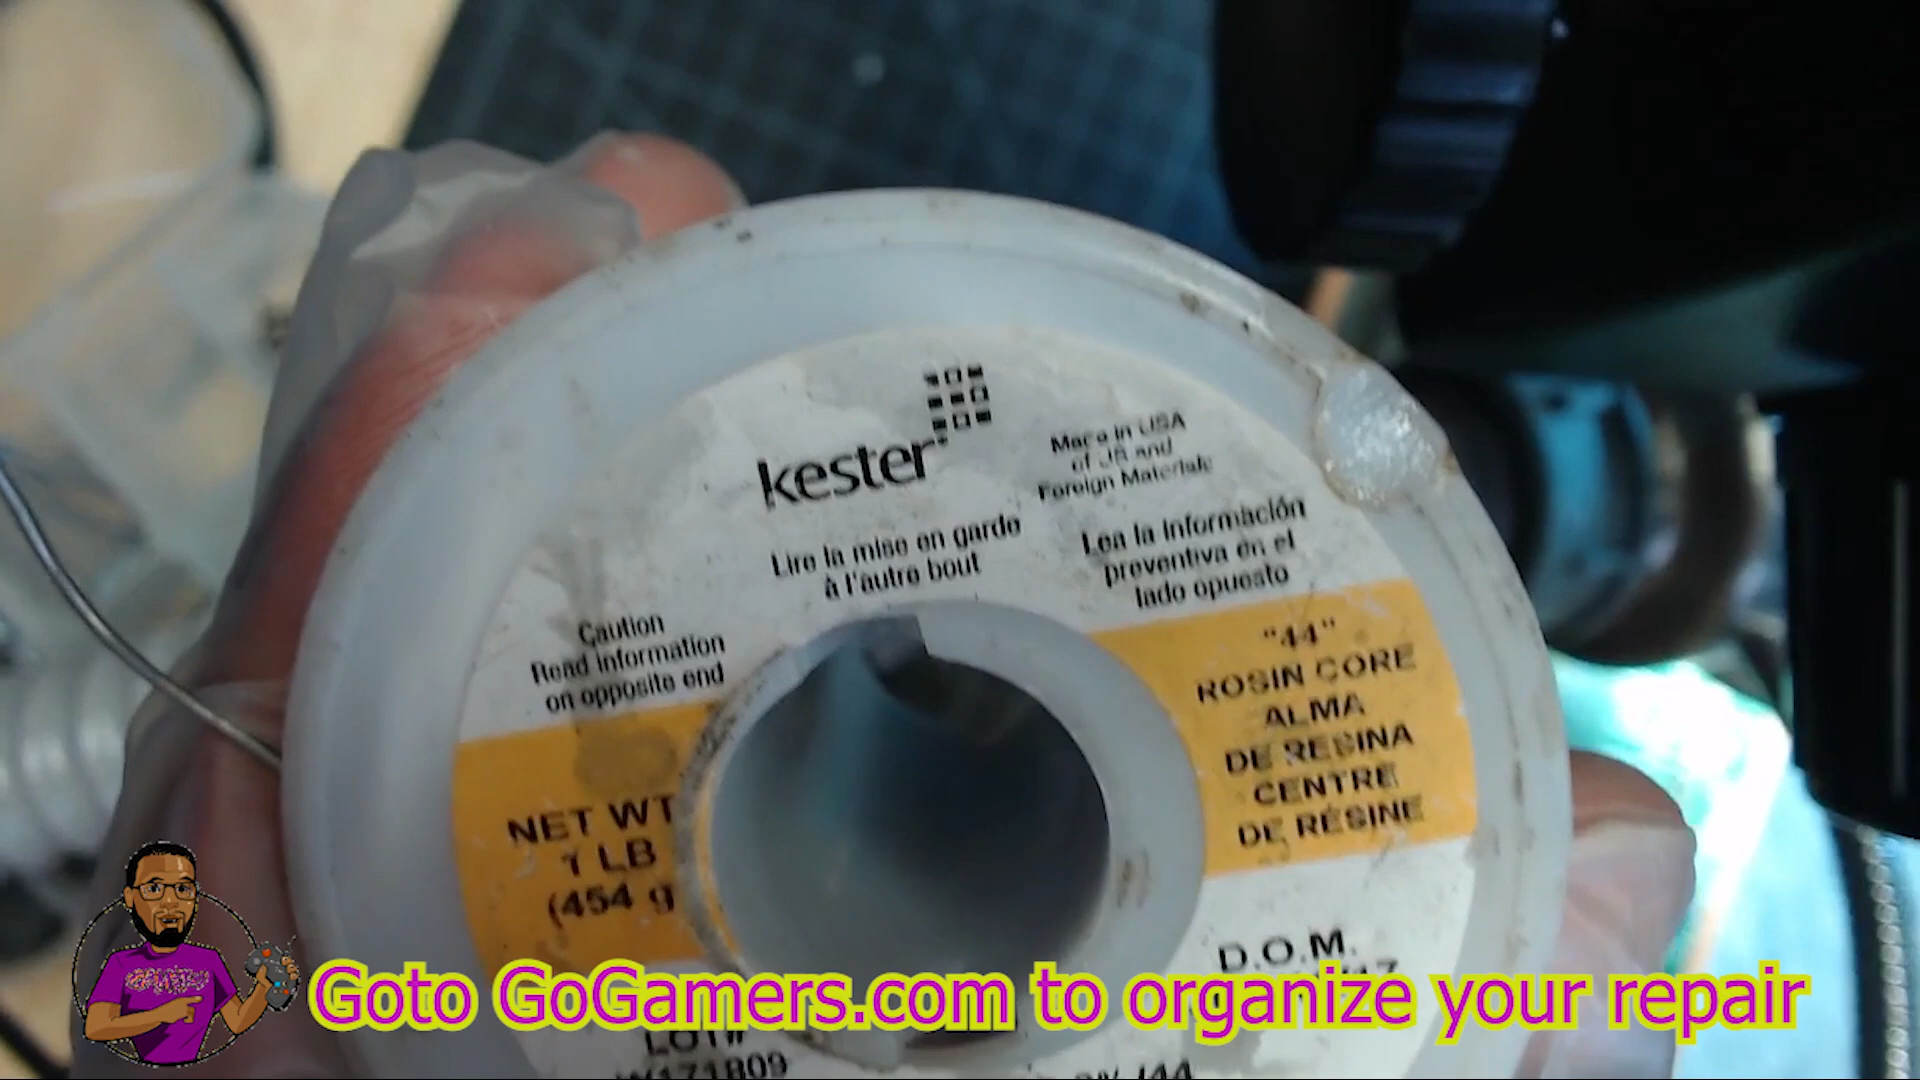 kester
Made in USA
of US and
Foreign Materials
Lire la mise en garde
à l'autre bout
Lea la Información
preventiva en el
lado opuesto
Caution
Read information
on opposite end
"44"
ROSIN CORE
ALMA
DE RESINA
CENTRE
DE RÉSINE
NET WT
1 LB
(454 g
D.O.M.
Goto GoGamers.com to organize your repair
LOT#